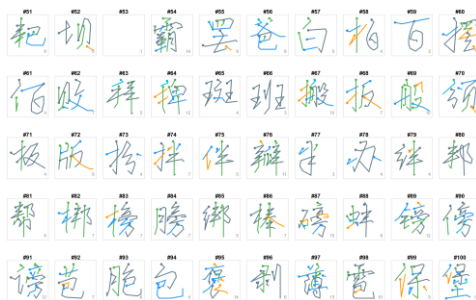 #51 #52 #53 #54 #55 #56 #57 #58 #59 #60
耙 坝 霸 罢 爸 白 柏 百 摆
#61 #62 #63 #64 #65 #66 #67 #68 #69 #70
佰 败 拜 稗 斑 班 搬 扳 般 颁
#71 #72 #73 #74 #75 #76 #77 #78 #79 #80
板 版 扮 拌 伴 瓣 半 办 绊 邦
#81 #82 #83 #84 #85 #86 #87 #88 #89 #90
幫 梆 榜 膀 绑 棒 磅 蚌 镑 傍
#91 #92 #93 #94 #95 #96 #97 #98 #99 #100
谤 苞 胞 包 褒 剥 薄 雹 保 堡